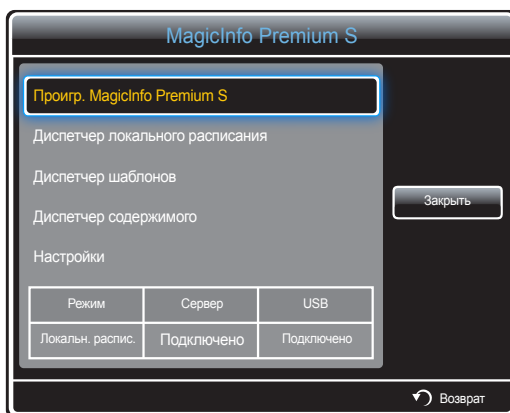 MagicInfo Premium S
Проигр. MagicInfo Premium S
Диспетчер локального расписания
Диспетчер шаблонов
Диспетчер содержимого
Закрыть
Настройки
Режим Сервер USB
Локальн. распис. Подключено Подключено
Возврат